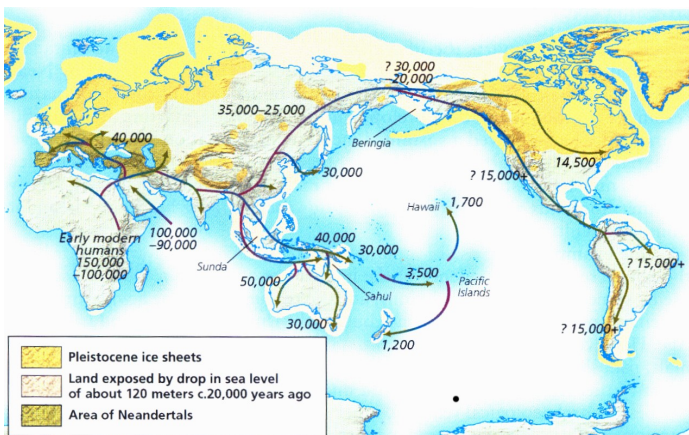 ? 30,000
–20,000
35,000–25,000
Beringia
40,000
14,500
30,000
? 15,000+
Hawaii
1,700
Early modern
humans
150,000
–100,000
100,000
–90,000
Sunda
40,000
30,000
3,500
Pacific
Islands
? 15,000+
50,000
Sahul
30,000
1,200
? 15,000+
Pleistocene ice sheets
Land exposed by drop in sea level
of about 120 meters c.20,000 years ago
Area of Neandertals